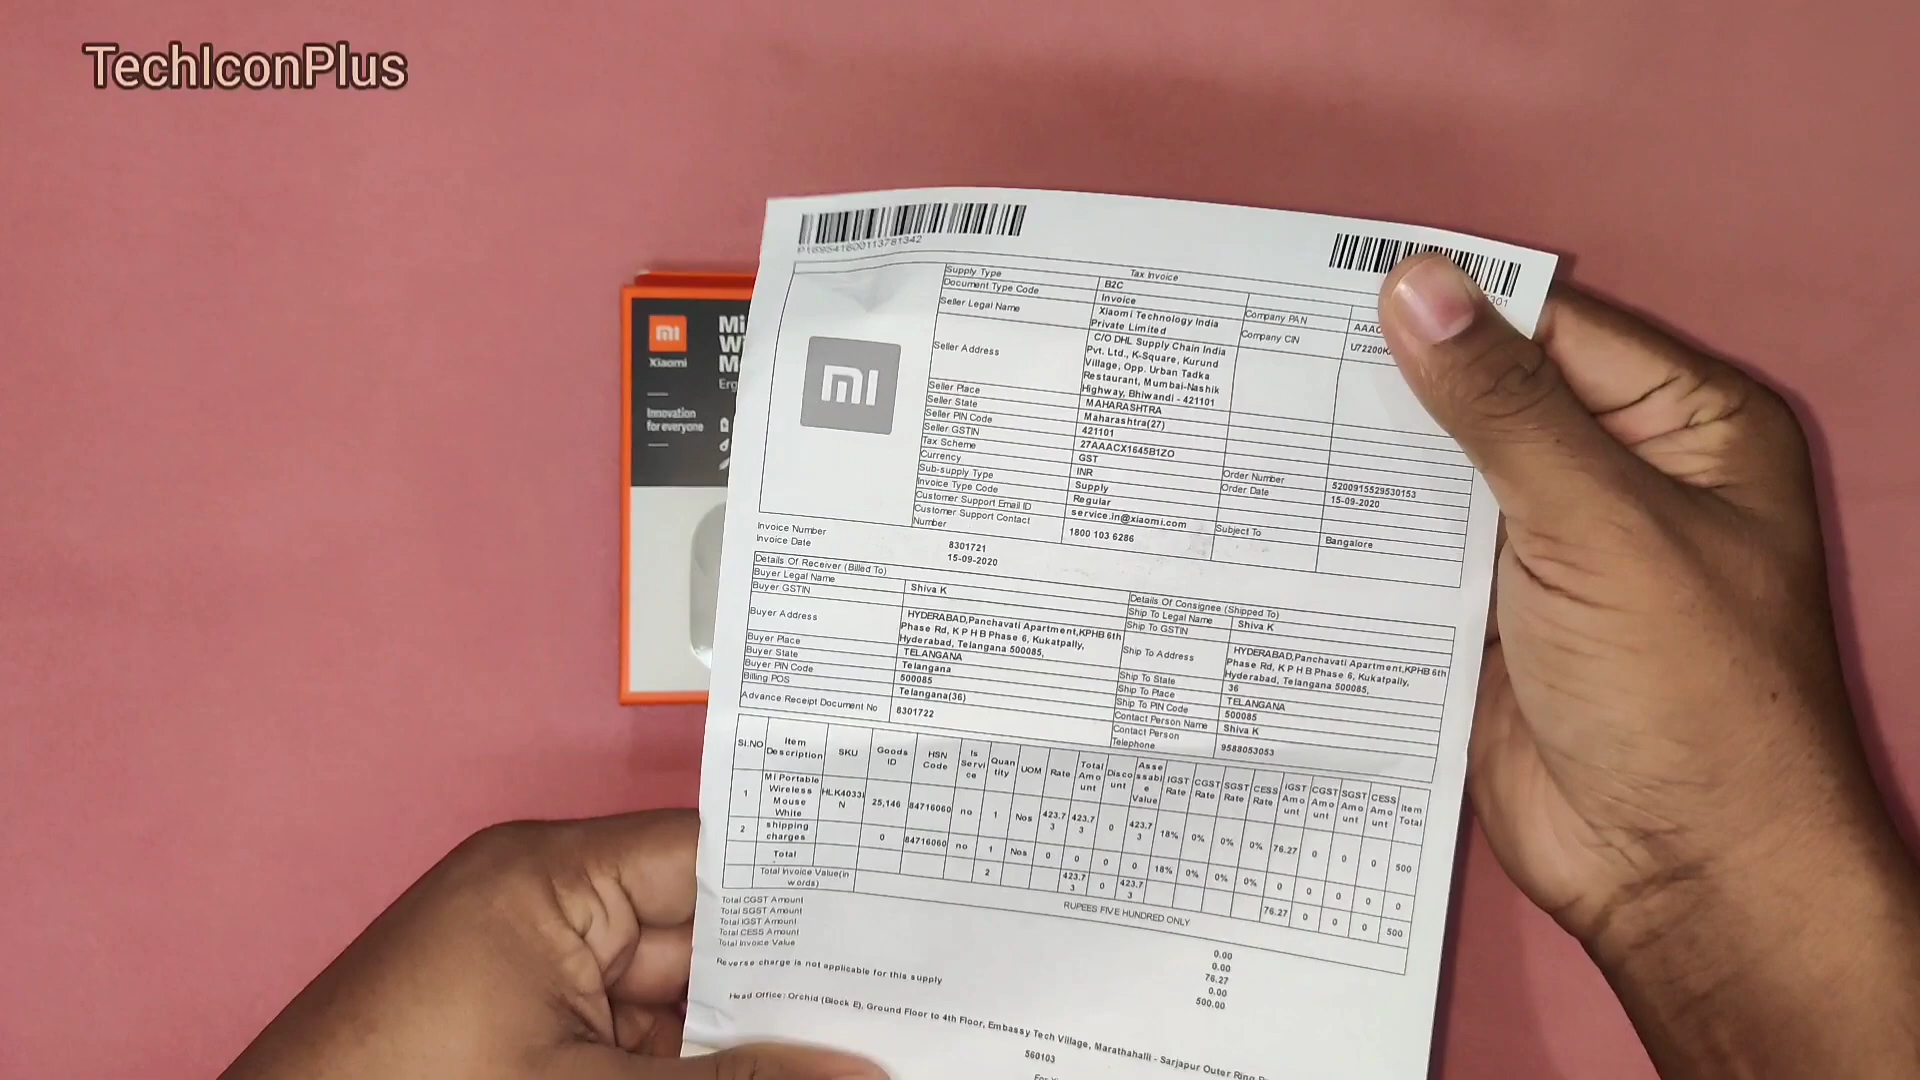 TechIconPlus
mi
Xiaomi
Innovation
for everyone
Mi
P1695416001137813​42
Tax Invoice
Supply Type B2C
Document Type Code Invoice Company PAN
Seller Legal Name Xiaomi Technology India Private Limited Company CIN
Seller Address C/O DHL Supply Chain India
Pvt. Ltd., K-Square, Kurund
Village, Opp. Urban Tadka
Restaurant, Mumbai-Nashik
Highway, Bhiwandi - 421101
Seller Place MAHARASHTRA
Seller State Maharashtra(27)
Seller PIN Code 421101
Seller GSTIN 27AAACX1645B1ZO
Tax Scheme GST
Currency INR Order Number 5200915529530153
Sub-supply Type Supply Order Date 15-09-2020
Invoice Type Code Regular
Customer Support Email ID service.in@xiaomi.com Subject To Bangalore
Customer Support Contact Number 1800 103 6286
mi
Invoice Number 8301721
Invoice Date 15-09-2020
Details Of Receiver (Billed To) Details Of Consignee (Shipped To)
Buyer Legal Name Shiva K Ship To Legal Name Shiva K
Buyer GSTIN Ship To GSTIN
Buyer Address HYDERABAD,Panchavati Apartment,KPHB 6th
Phase Rd, K P H B Phase 6, Kukatpally,
Hyderabad, Telangana 500085,
Ship To Address HYDERABAD,Panchavati Apartment,KPHB 6th
Phase Rd, K P H B Phase 6, Kukatpally,
Hyderabad, Telangana 500085,
Buyer Place TELANGANA Ship To State 36
Buyer State Telangana Ship To Place TELANGANA
Buyer PIN Code 500085 Ship To PIN Code 500085
Billing POS Telangana(36) Contact Person Name Shiva K
Advance Receipt Document No 8301722 Contact Person Telephone 9588053053
Sl.NO Item Description SKU Goods ID HSN Code Is Service Quantity UOM Rate Total Amount Discount Assessable Value IGST Rate CGST Rate SGST Rate CESS Rate IGST Amount CGST Amount SGST Amount CESS Amount Item Total
1 MI Portable Wireless Mouse White HLK4033IN 25,146 84716060 no 1 Nos 423.73 423.73 0 423.73 18% 0% 0% 0% 76.27 0 0 0 500
2 shipping charges 0 84716060 no 1 Nos 0 0 0 0 18% 0% 0% 0% 0 0 0 0 0
Total 2 423.73 0 423.73 76.27 0 0 0 500
Total Invoice Value(in words) RUPEES FIVE HUNDRED ONLY
Total CGST Amount 0.00
Total SGST Amount 0.00
Total IGST Amount 76.27
Total CESS Amount 0.00
Total Invoice Value 500.00
Reverse charge is not applicable for this supply
Head Office: Orchid (Block E), Ground Floor to 4th Floor, Embassy Tech Village, Marathahalli - Sarjapur Outer Ring
560103